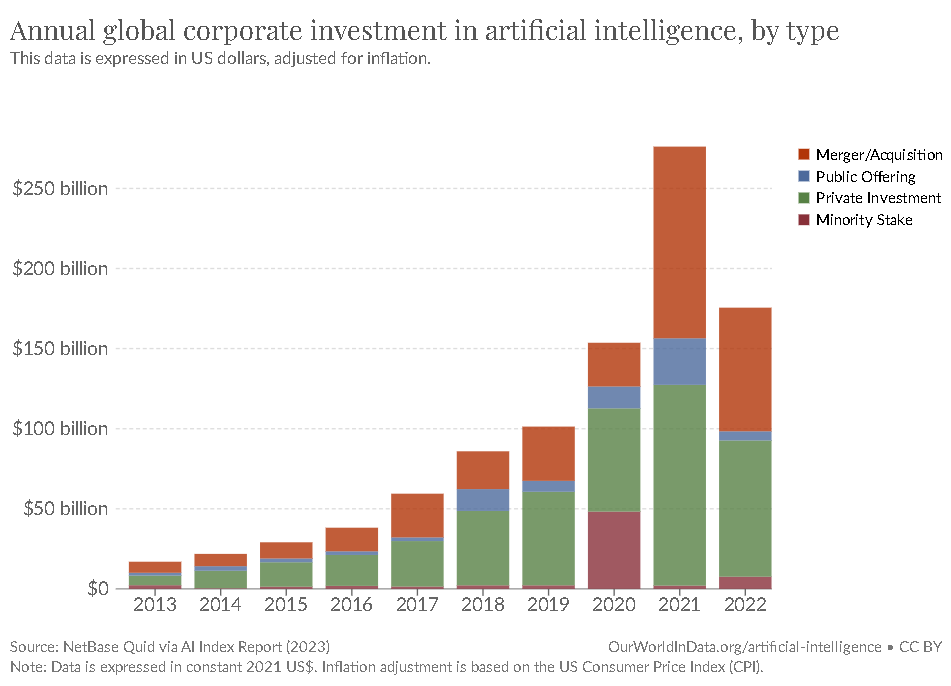 Annual global corporate investment in artificial intelligence, by type
This data is expressed in US dollars, adjusted for inflation.
Merger/Acquisition
Public Offering
Private Investment
Minority Stake
$250 billion
$200 billion
$150 billion
$100 billion
$50 billion
$0
2013 2014 2015 2016 2017 2018 2019 2020 2021 2022
Source: NetBase Quid via AI Index Report (2023)
OurWorldInData.org/artificial-intelligence • CC BY
Note: Data is expressed in constant 2021 US$. Inflation adjustment is based on the US Consumer Price Index (CPI).